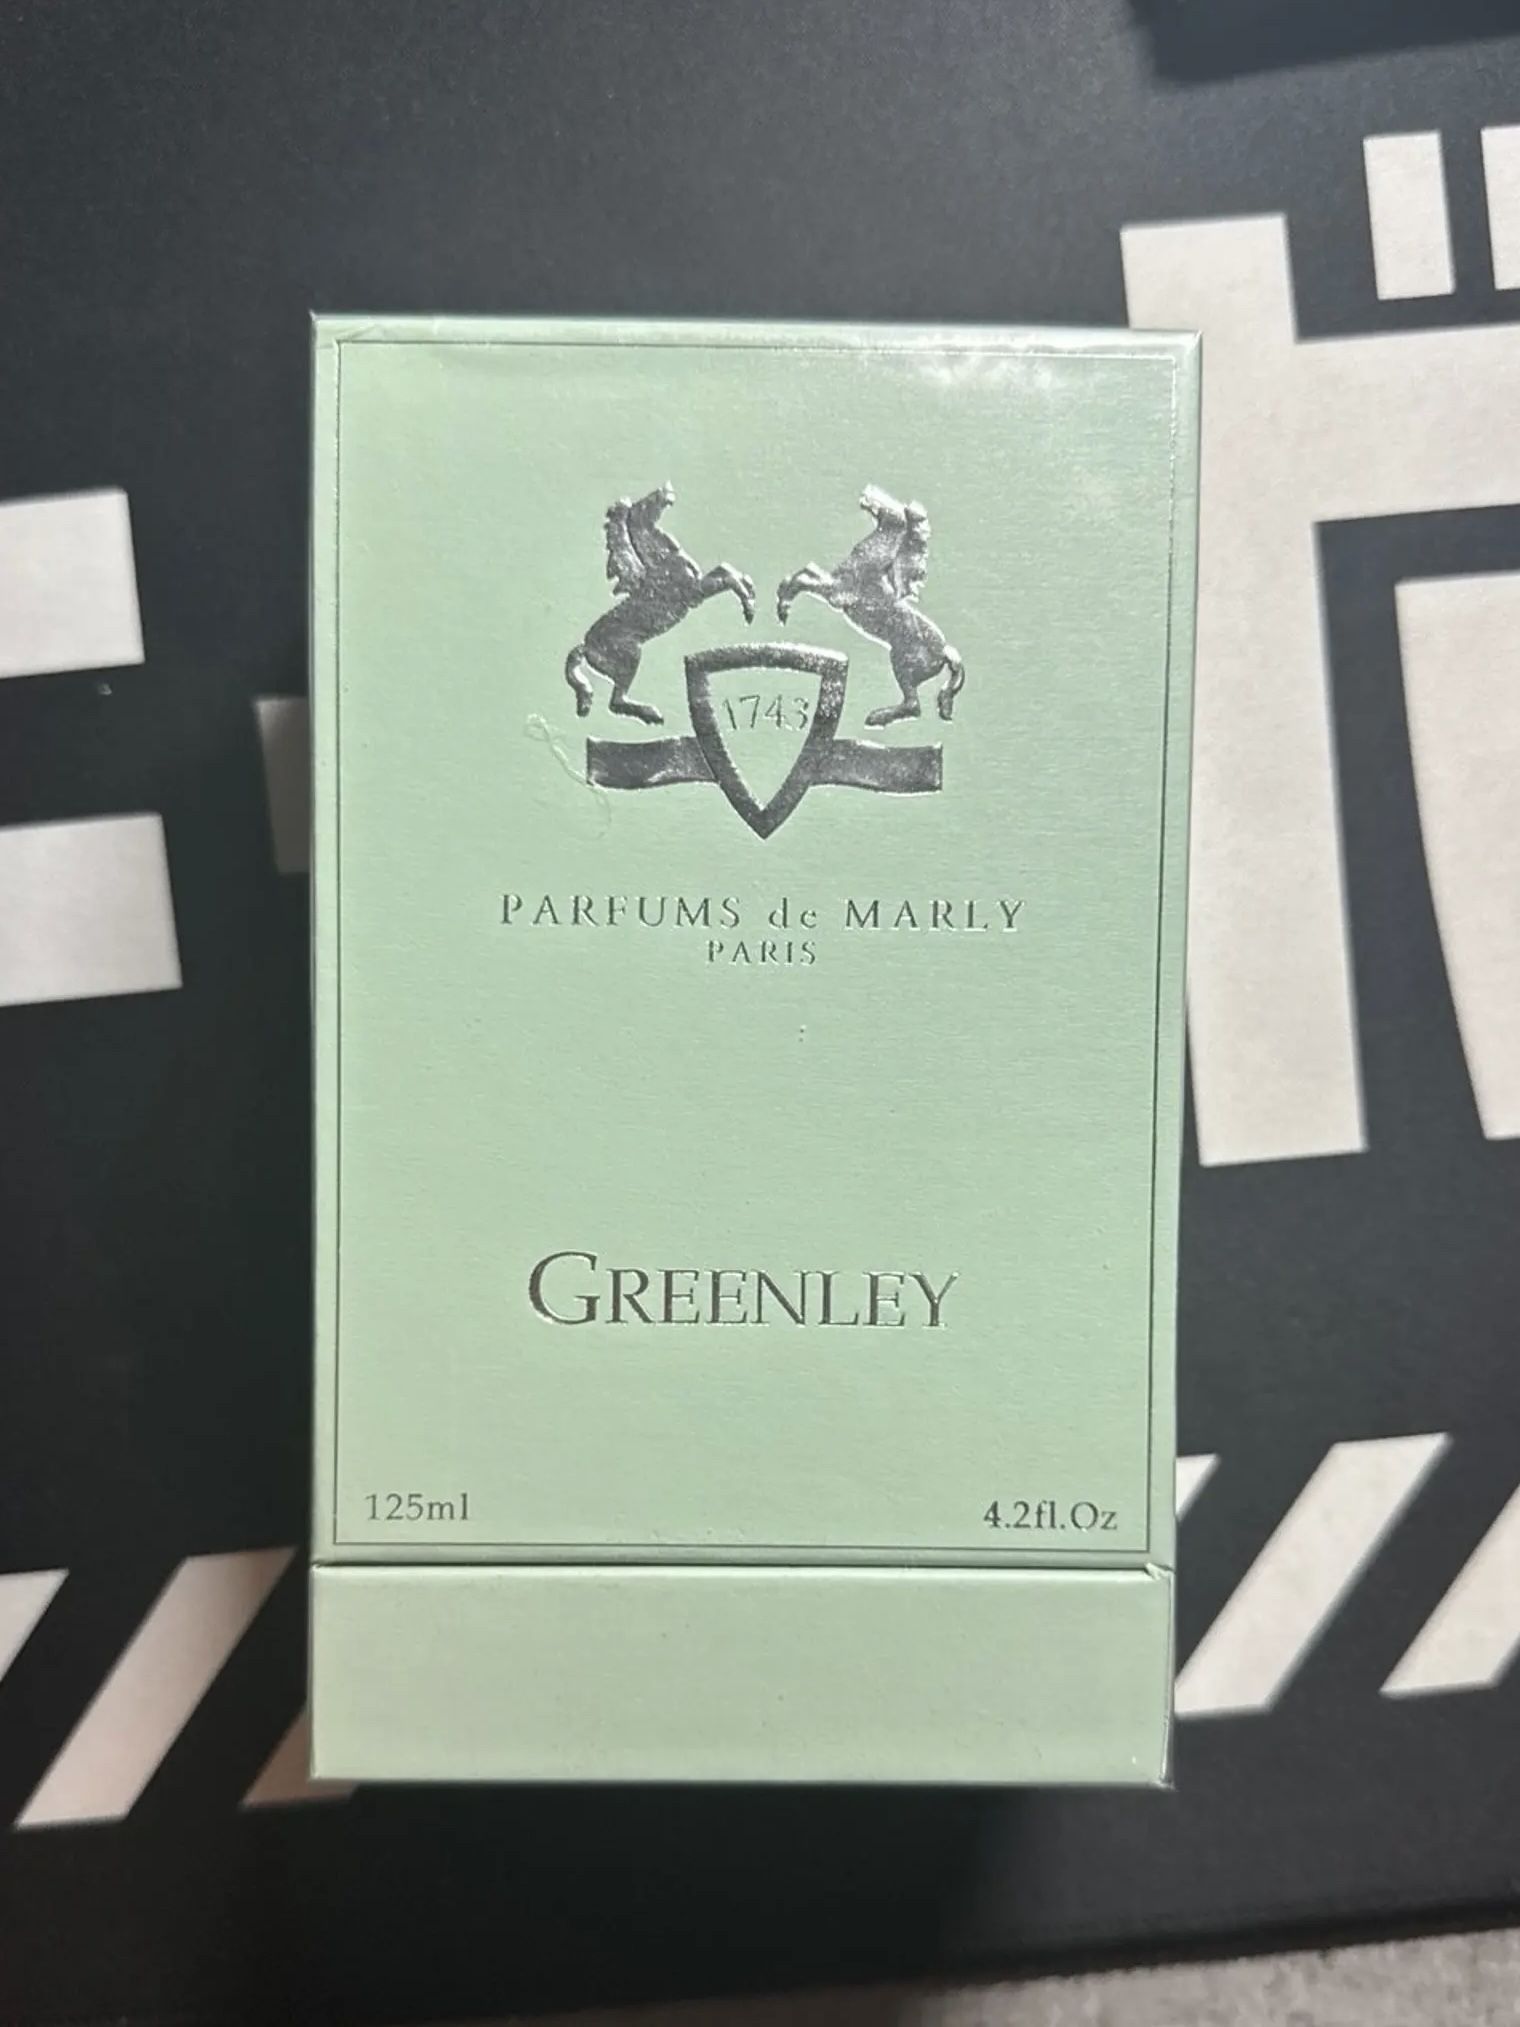 1743
PARFUMS de MARLY
PARIS
GREENLEY
125ml
4.2fl.Oz